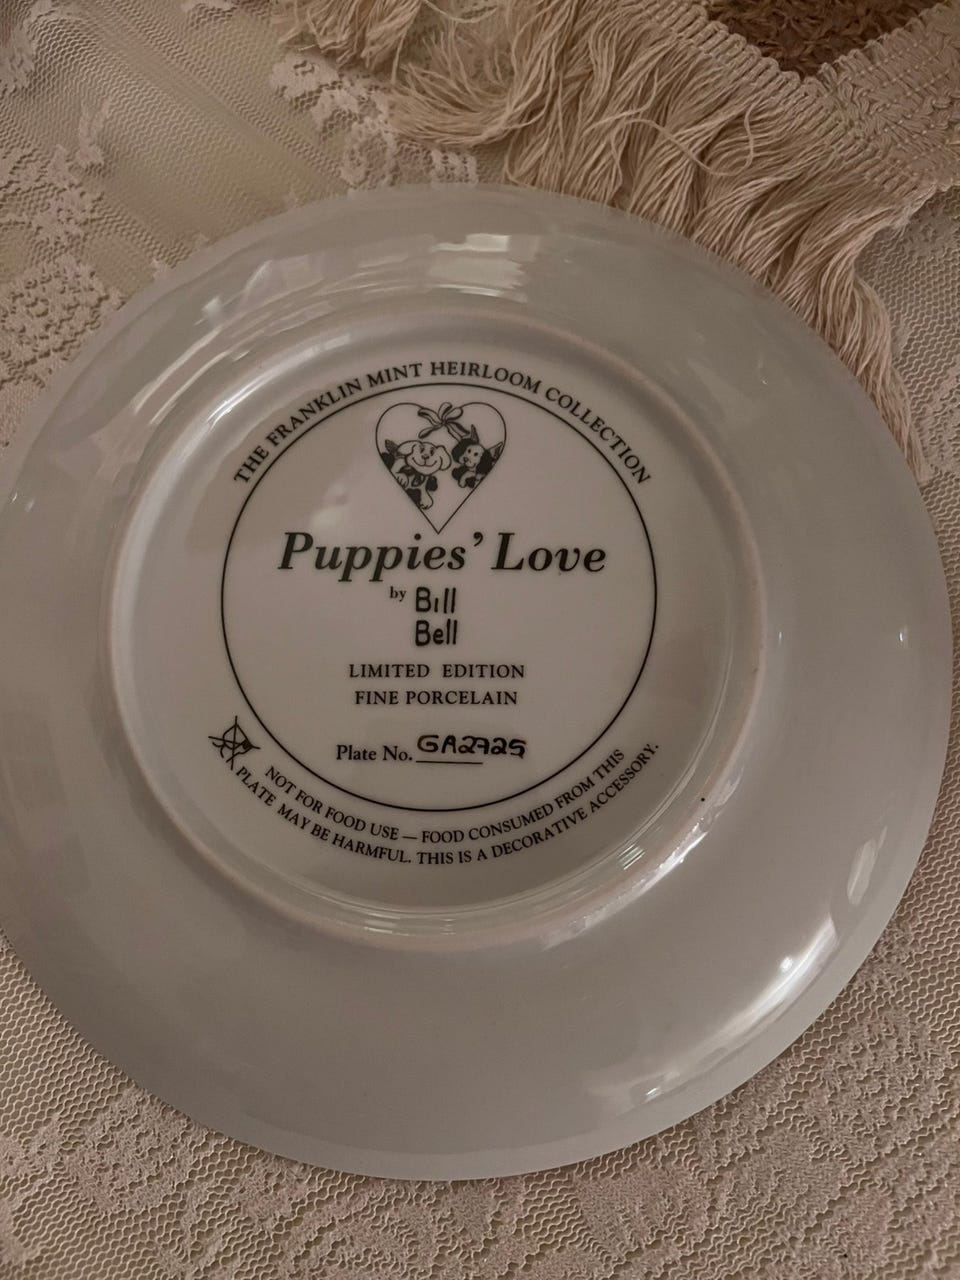 THE FRANKLIN MINT HEIRLOOM COLLECTION
Puppies' Love
by Bill
Bell
LIMITED EDITION
FINE PORCELAIN
Plate No. GA2725
NOT FOR FOOD USE — FOOD CONSUMED FROM THIS
PLATE MAY BE HARMFUL. THIS IS A DECORATIVE ACCESSORY.